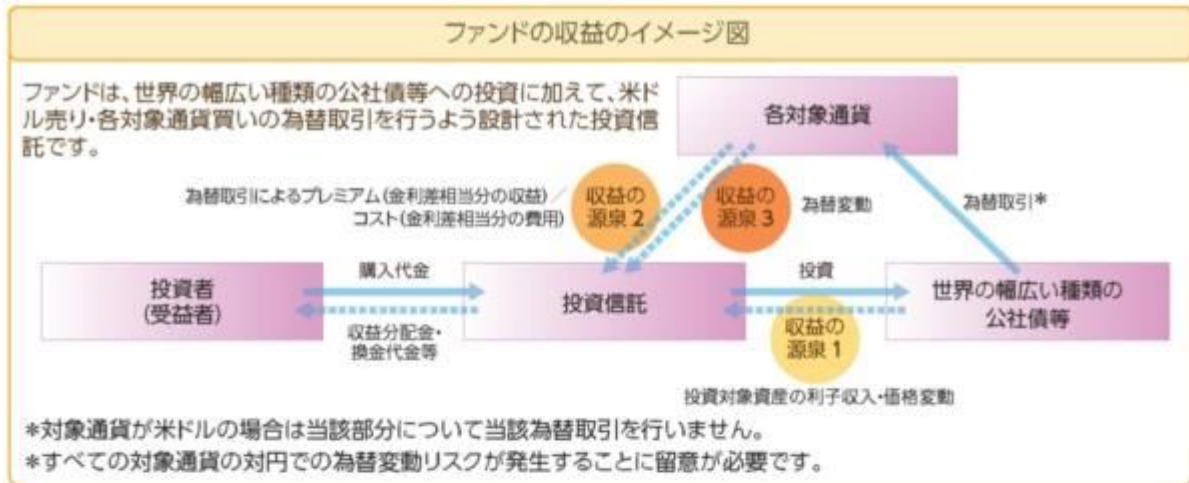 ファンドの収益のイメージ図
ファンドは、世界の幅広い種類の公社債等への投資に加えて、米ド
ル売り・各対象通貨買いの為替取引を行うよう設計された投資信
託です。
各対象通貨
為替取引によるプレミアム(金利差相当分の収益)/
コスト(金利差相当分の費用)
収益の
源泉2
収益の
源泉3
為替変動
為替取引*
投資者
(受益者)
購入代金
収益分配金・
換金代金等
投資信託
投資
収益の
源泉1
世界の幅広い種類の
公社債等
投資対象資産の利子収入・価格変動
*対象通貨が米ドルの場合は当該部分について当該為替取引を行いません。
*すべての対象通貨の対円での為替変動リスクが発生することに留意が必要です。